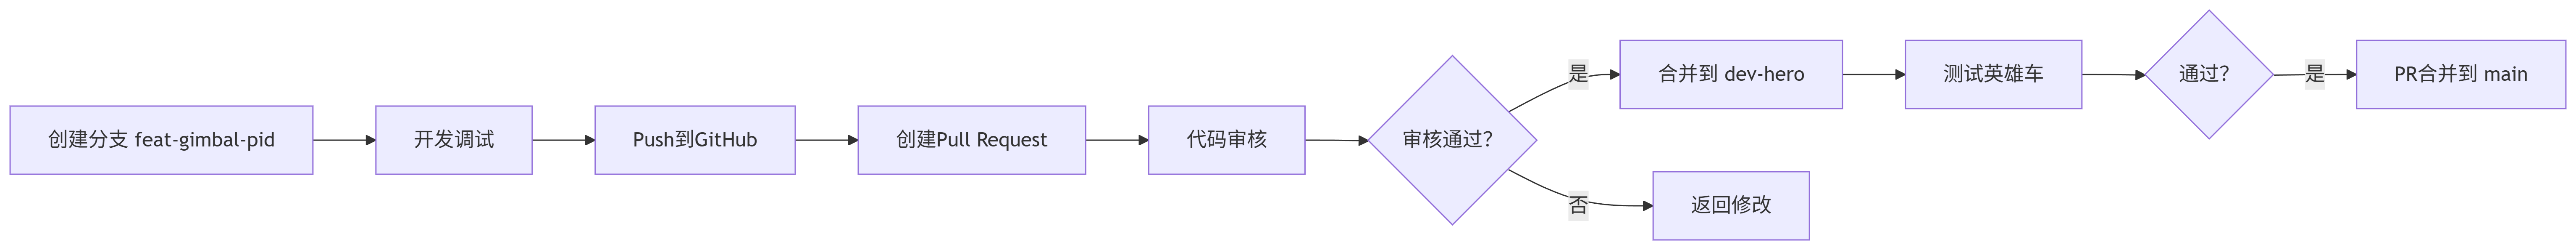 创建分支 feat-gimbal-pid
开发调试
Push到GitHub
创建Pull Request
代码审核
审核通过？
是
合并到 dev-hero
测试英雄车
通过？
是
PR合并到 main
否
返回修改